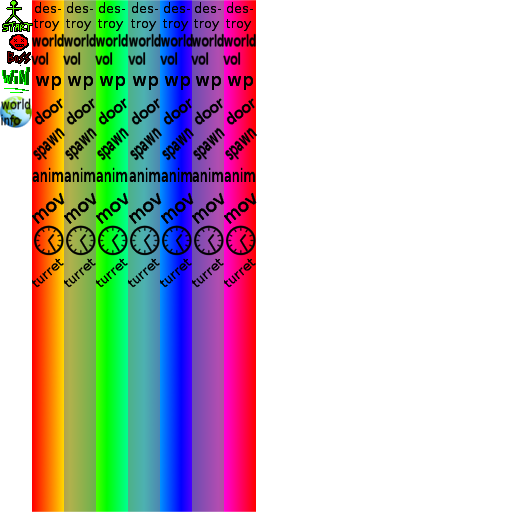 START
Boss
WiN
world
info
des- des- des- des- des- des- des-
troy troy troy troy troy troy troy
world world world world world world world
vol vol vol vol vol vol vol
wp wp wp wp wp wp wp
door door door door door door door
spawn spawn spawn spawn spawn spawn spawn
anim anim anim anim anim anim anim
mov mov mov mov mov mov mov
turret turret turret turret turret turret turret